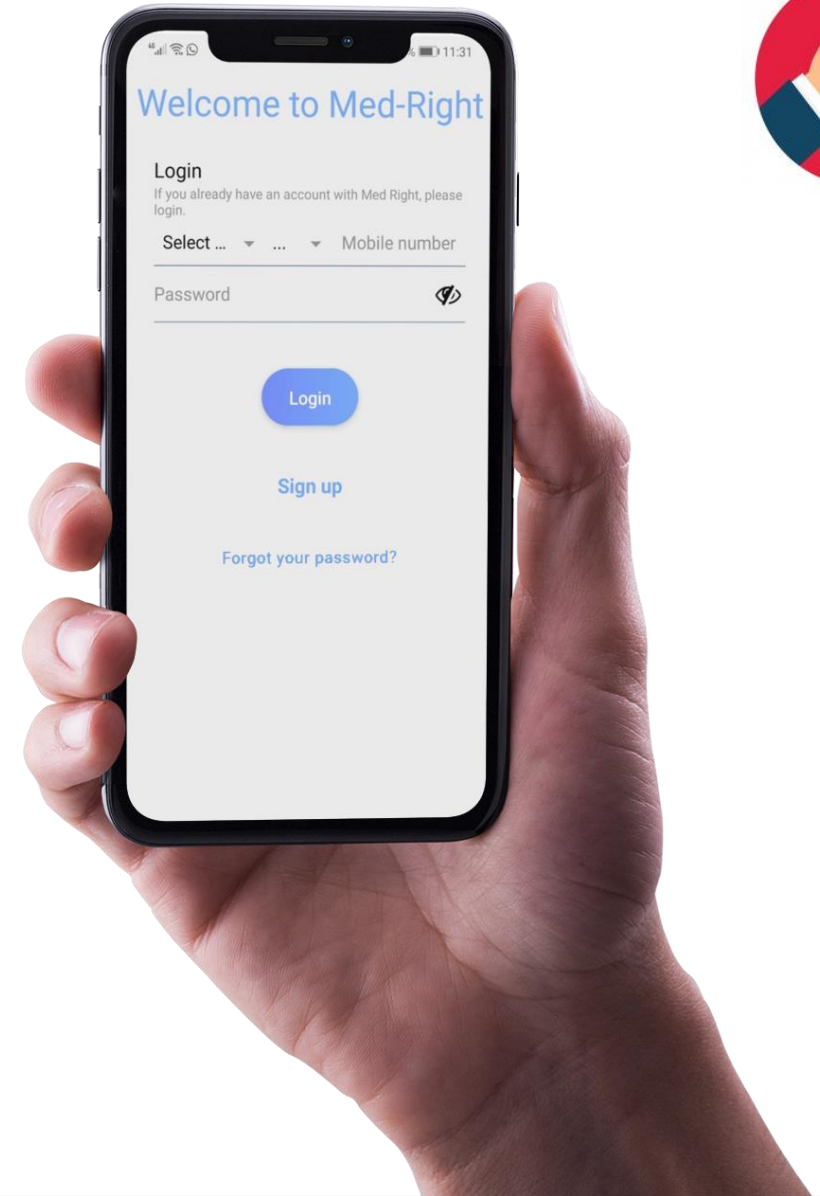 4G % 11:31
Welcome to Med-Right
Login
If you already have an account with Med Right, please
login.
Select ... ... Mobile number
Password
Login
Sign up
Forgot your password?